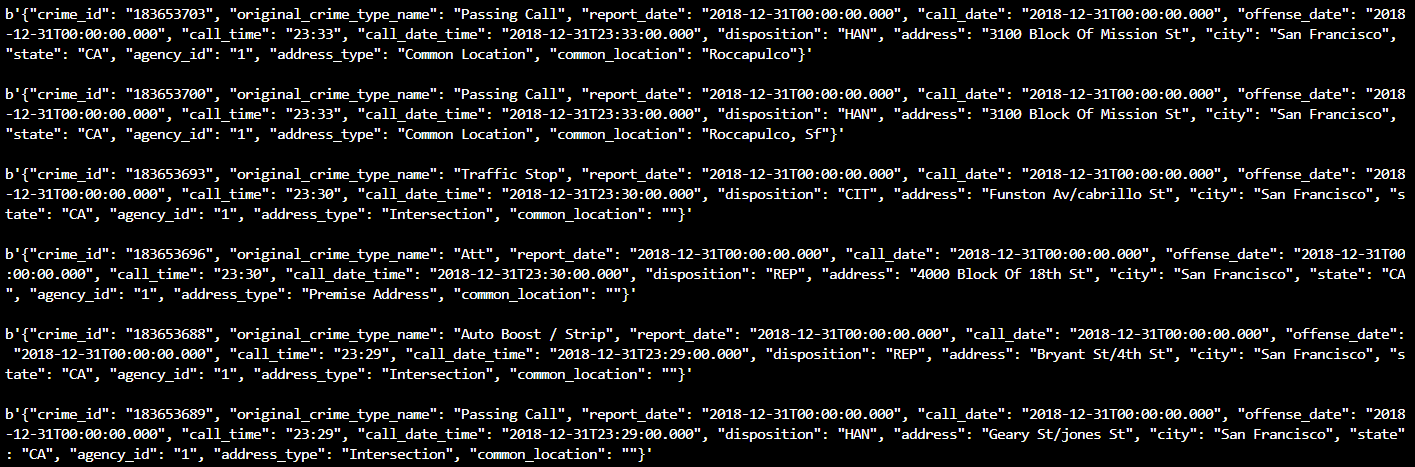 b'{"crime_id": "183653703", "original_crime_type_name": "Passing Call", "report_date": "2018-12-31T00:00:00.000", "call_date": "2018-12-31T00:00:00.000", "offense_date": "2018
-12-31T00:00:00.000", "call_time": "23:33", "call_date_time": "2018-12-31T23:33:00.000", "disposition": "HAN", "address": "3100 Block Of Mission St", "city": "San Francisco",
"state": "CA", "agency_id": "1", "address_type": "Common Location", "common_location": "Roccapulco"}'
b'{"crime_id": "183653700", "original_crime_type_name": "Passing Call", "report_date": "2018-12-31T00:00:00.000", "call_date": "2018-12-31T00:00:00.000", "offense_date": "2018
-12-31T00:00:00.000", "call_time": "23:33", "call_date_time": "2018-12-31T23:33:00.000", "disposition": "HAN", "address": "3100 Block Of Mission St", "city": "San Francisco",
"state": "CA", "agency_id": "1", "address_type": "Common Location", "common_location": "Roccapulco, Sf"}'
b'{"crime_id": "183653693", "original_crime_type_name": "Traffic Stop", "report_date": "2018-12-31T00:00:00.000", "call_date": "2018-12-31T00:00:00.000", "offense_date": "2018
-12-31T00:00:00.000", "call_time": "23:30", "call_date_time": "2018-12-31T23:30:00.000", "disposition": "CIT", "address": "Funston Av/cabrillo St", "city": "San Francisco", "s
tate": "CA", "agency_id": "1", "address_type": "Intersection", "common_location": ""}'
b'{"crime_id": "183653696", "original_crime_type_name": "Att", "report_date": "2018-12-31T00:00:00.000", "call_date": "2018-12-31T00:00:00.000", "offense_date": "2018-12-31T00
:00:00.000", "call_time": "23:30", "call_date_time": "2018-12-31T23:30:00.000", "disposition": "REP", "address": "4000 Block Of 18th St", "city": "San Francisco", "state": "CA
", "agency_id": "1", "address_type": "Premise Address", "common_location": ""}'
b'{"crime_id": "183653688", "original_crime_type_name": "Auto Boost / Strip", "report_date": "2018-12-31T00:00:00.000", "call_date": "2018-12-31T00:00:00.000", "offense_date":
"2018-12-31T00:00:00.000", "call_time": "23:29", "call_date_time": "2018-12-31T23:29:00.000", "disposition": "REP", "address": "Bryant St/4th St", "city": "San Francisco", "s
tate": "CA", "agency_id": "1", "address_type": "Intersection", "common_location": ""}'
b'{"crime_id": "183653689", "original_crime_type_name": "Passing Call", "report_date": "2018-12-31T00:00:00.000", "call_date": "2018-12-31T00:00:00.000", "offense_date": "2018
-12-31T00:00:00.000", "call_time": "23:29", "call_date_time": "2018-12-31T23:29:00.000", "disposition": "HAN", "address": "Geary St/jones St", "city": "San Francisco", "state"
: "CA", "agency_id": "1", "address_type": "Intersection", "common_location": ""}'